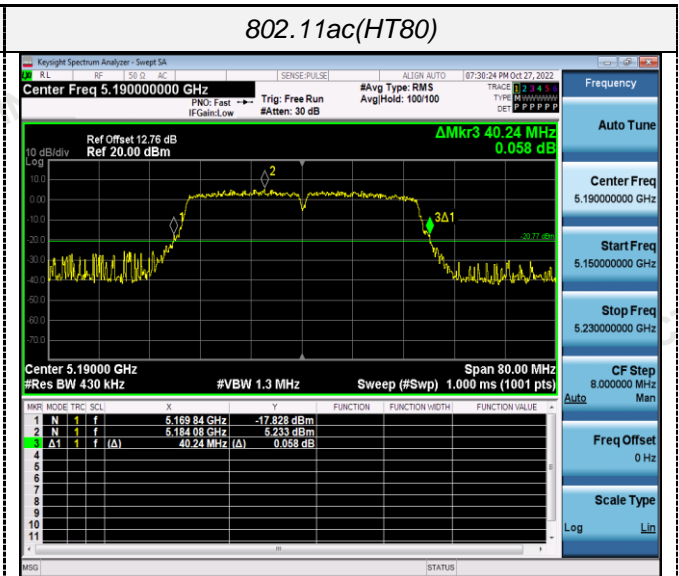 802.11ac(HT80)
Keysight Spectrum Analyzer - Swept SA
RL RF 50 Ω AC SENSE:PULSE ALIGN AUTO 07:30:24 PM Oct 27, 2022
Center Freq 5.190000000 GHz
PNO: Fast
IFGain:Low
Trig: Free Run
#Atten: 30 dB
#Avg Type: RMS
Avg|Hold: 100/100
TRACE 1 2 3 4 5 6
TYPE MWWWWW
DET P P P P P P
Ref Offset 12.76 dB
10 dB/div Ref 20.00 dBm
Log
ΔMkr3 40.24 MHz
0.058 dB
10.0
0.00
-10.0
-20.0
-30.0
-40.0
-50.0
-60.0
-70.0
1
2
3Δ1
-20.77 dBm
Center 5.19000 GHz Span 80.00 MHz
#Res BW 430 kHz #VBW 1.3 MHz Sweep (#Swp) 1.000 ms (1001 pts)
MKR MODE TRC SCL X Y FUNCTION FUNCTION WIDTH FUNCTION VALUE
1 N 1 f 5.169 84 GHz -17.828 dBm
2 N 1 f 5.184 08 GHz 5.233 dBm
3 Δ1 1 f (Δ) 40.24 MHz (Δ) 0.058 dB
4
5
6
7
8
9
10
11
MSG STATUS
Frequency
Auto Tune
Center Freq
5.190000000 GHz
Start Freq
5.150000000 GHz
Stop Freq
5.230000000 GHz
CF Step
8.000000 MHz
Auto Man
Freq Offset
0 Hz
Scale Type
Log Lin